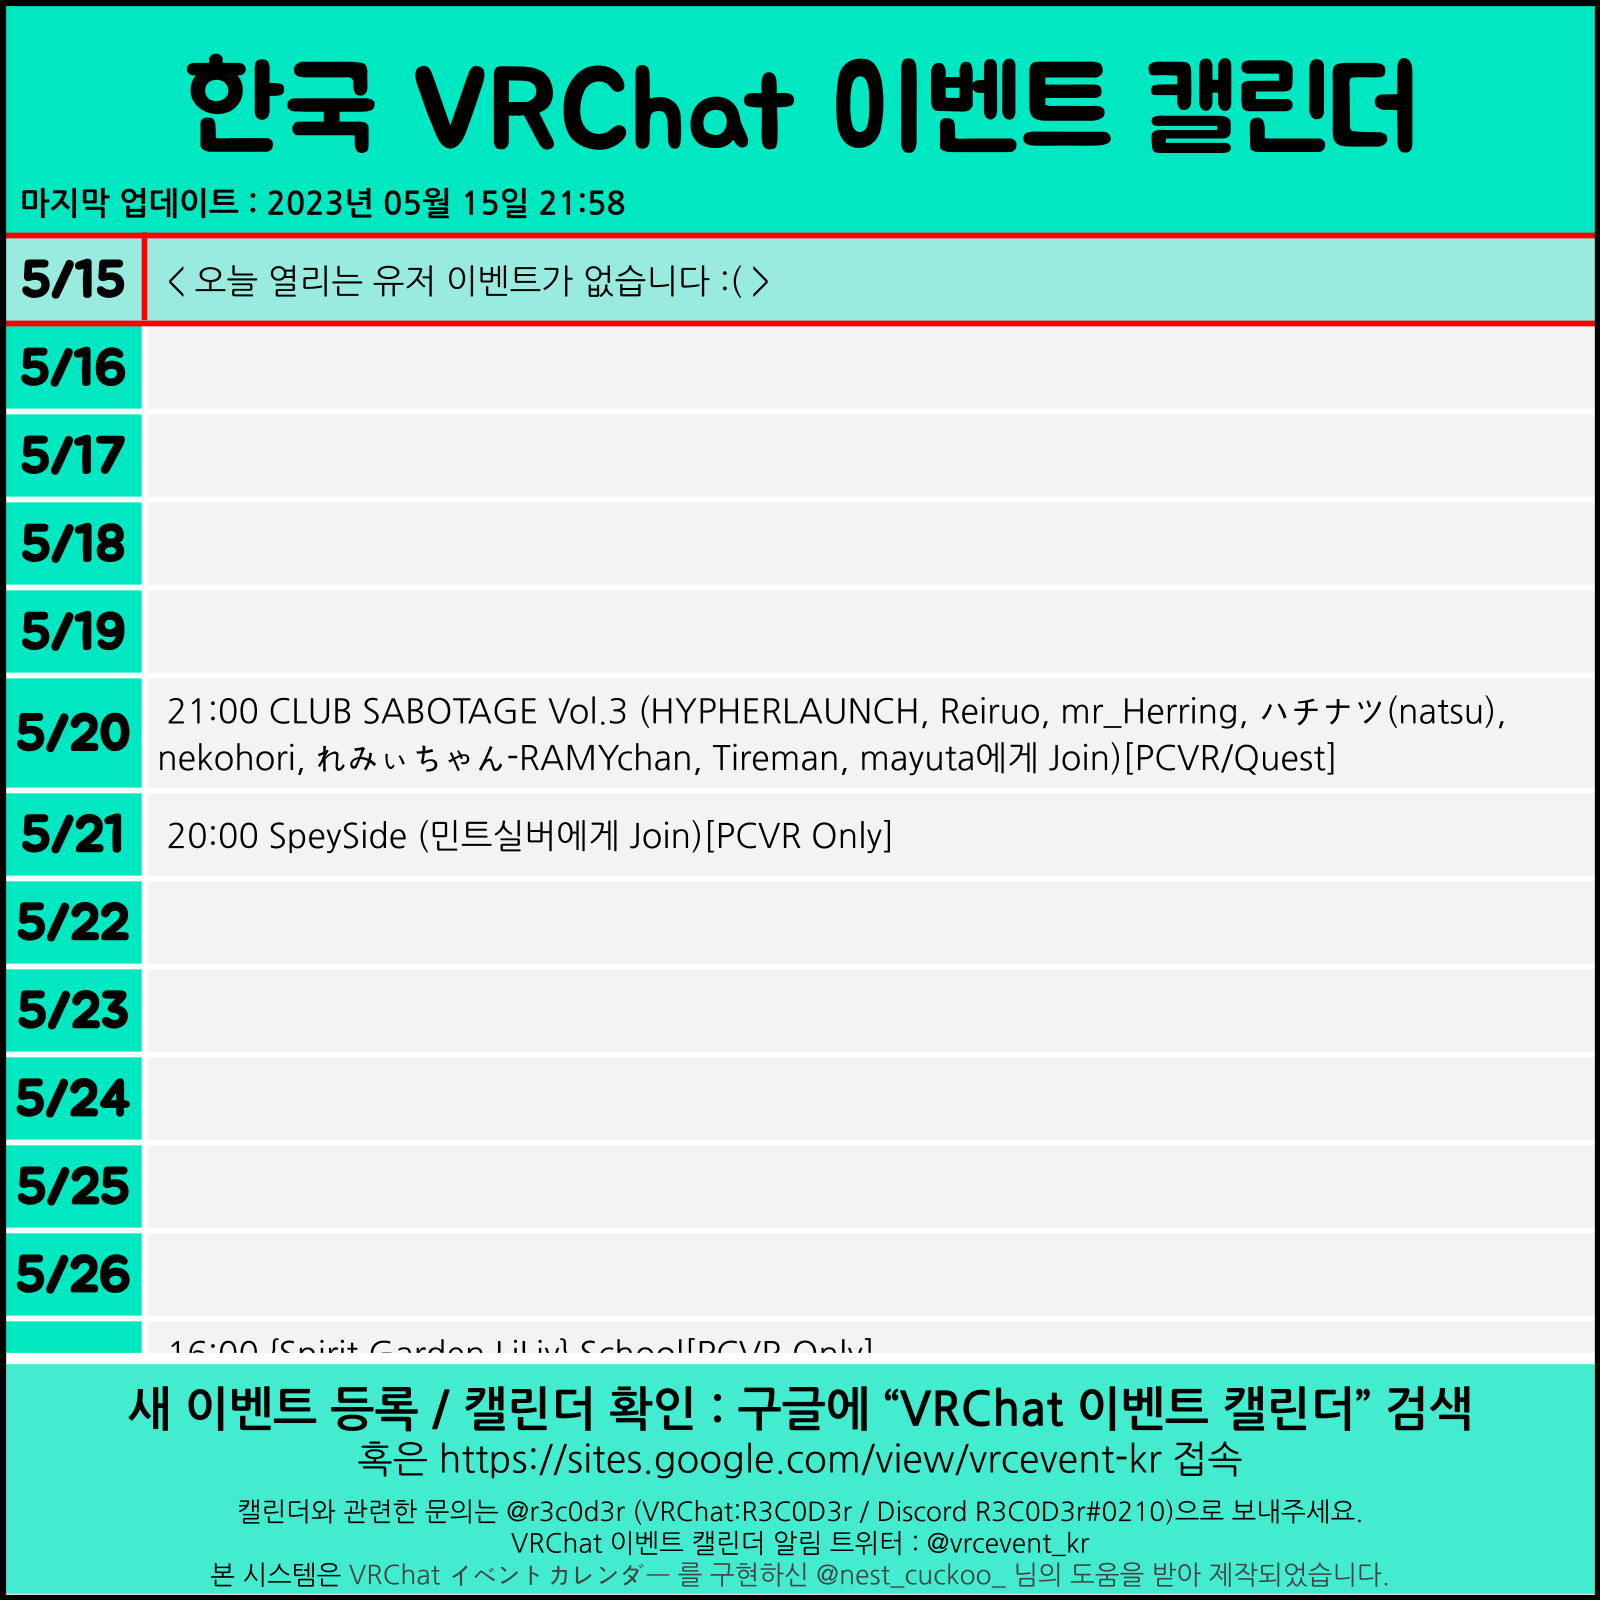 한국 VRChat 이벤트 캘린더
마지막 업데이트 : 2023년 05월 15일 21:58
5/15
< 오늘 열리는 유저 이벤트가 없습니다 :( >
5/16
5/17
5/18
5/19
5/20
21:00 CLUB SABOTAGE Vol.3 (HYPHERLAUNCH, Reiruo, mr_Herring, ハチナツ(natsu),
nekohori, れみぃちゃん-RAMYchan, Tireman, mayuta에게 Join)[PCVR/Quest]
5/21
20:00 SpeySide (민트실버에게 Join)[PCVR Only]
5/22
5/23
5/24
5/25
5/26
16:00 {Spirit Garden LiLiy} School[PCVR Only]
새 이벤트 등록 / 캘린더 확인 : 구글에 “VRChat 이벤트 캘린더” 검색
혹은 https://sites.google.com/view/vrcevent-kr 접속
캘린더와 관련한 문의는 @r3c0d3r (VRChat:R3C0D3r / Discord R3C0D3r#0210)으로 보내주세요.
VRChat 이벤트 캘린더 알림 트위터 : @vrcevent_kr
본 시스템은 VRChat イベントカレンダー 를 구현하신 @nest_cuckoo_ 님의 도움을 받아 제작되었습니다.